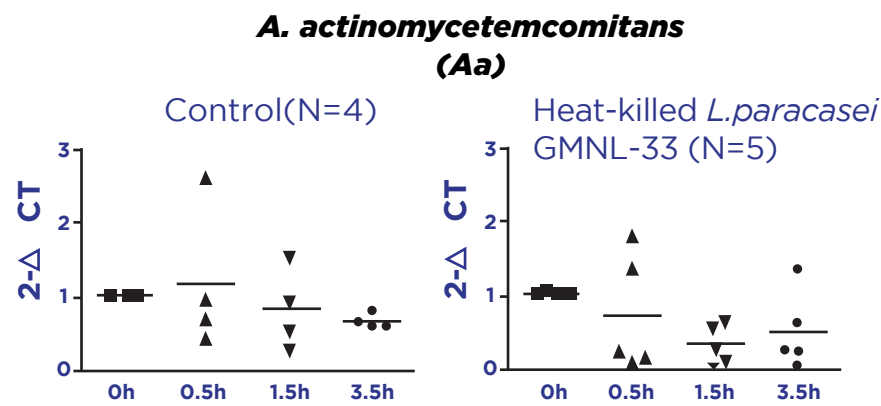 A. actinomycetemcomitans
(Aa)
Control(N=4)
3
2
1
0
2-Δ CT
0h 0.5h 1.5h 3.5h
Heat-killed L.paracasei
GMNL-33 (N=5)
3
2
1
0
2-Δ CT
0h 0.5h 1.5h 3.5h